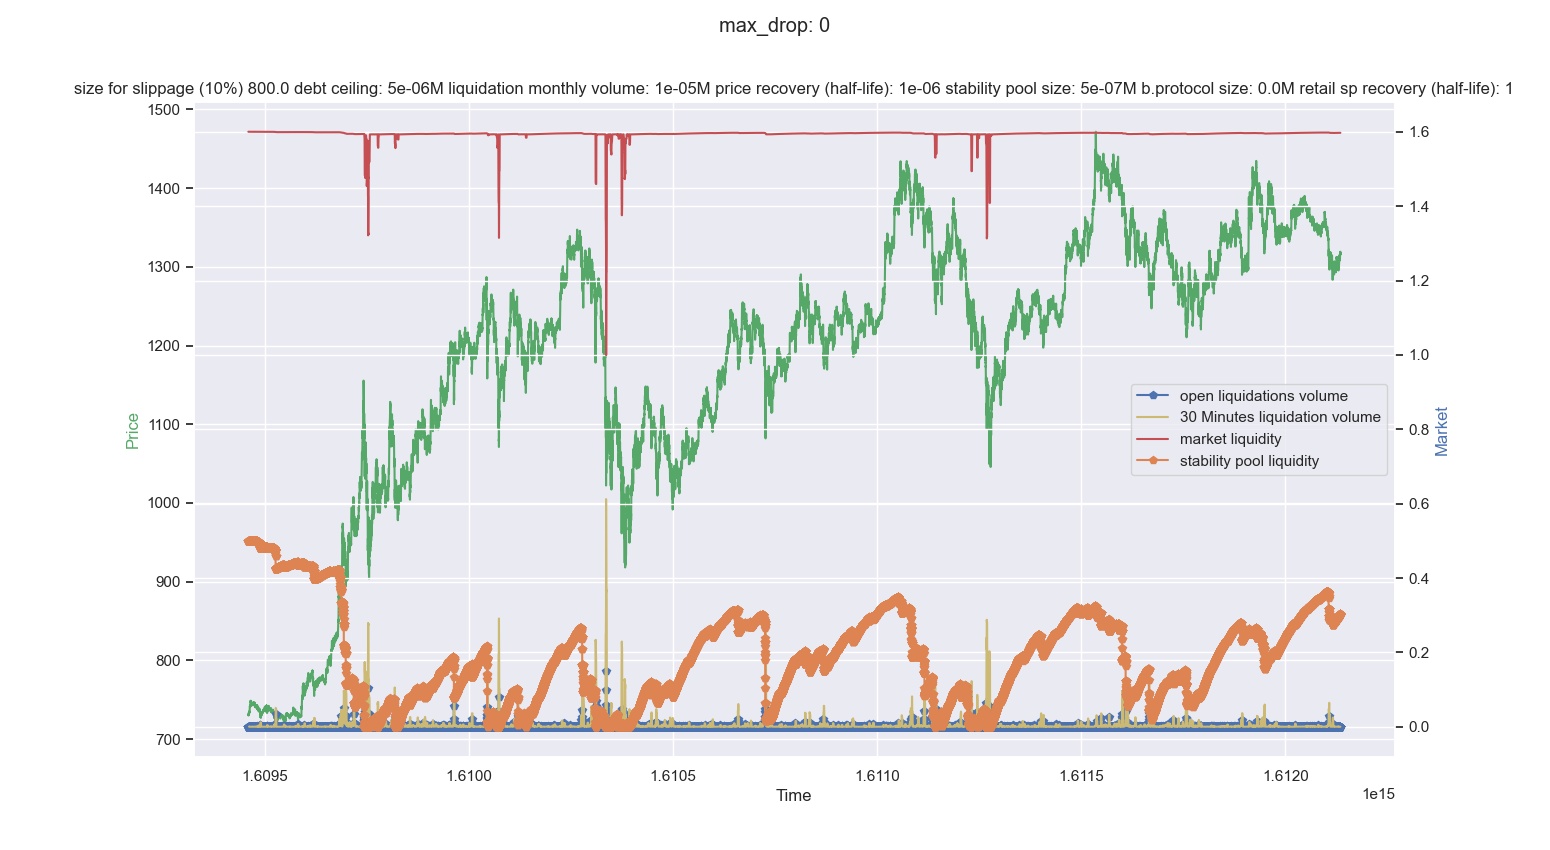 max_drop: 0
size for slippage (10%) 800.0 debt ceiling: 5e-06M liquidation monthly volume: 1e-05M price recovery (half-life): 1e-06 stability pool size: 5e-07M b.protocol size: 0.0M retail sp recovery (half-life): 1
1500
1400
1300
1200
1100
1000
900
800
700
Price
1.6
1.4
1.2
1.0
0.8
0.6
0.4
0.2
0.0
Market
open liquidations volume
30 Minutes liquidation volume
market liquidity
stability pool liquidity
1.6095 1.6100 1.6105 1.6110 1.6115 1.6120
Time
1e15